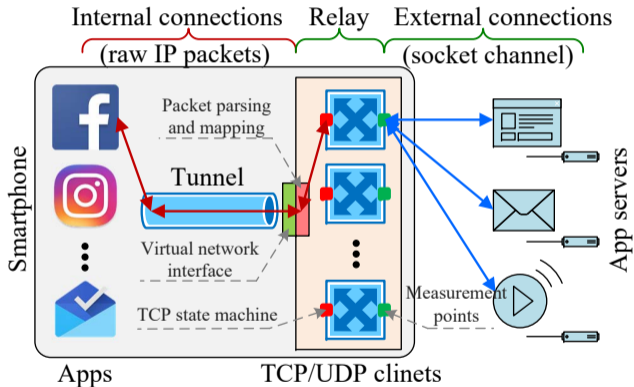 Internal connections
(raw IP packets)
Relay
External connections
(socket channel)
Smartphone
f
Packet parsing
and mapping
Tunnel
Virtual network
interface
TCP state machine
Measurement
points
App servers
Apps
TCP/UDP clinets